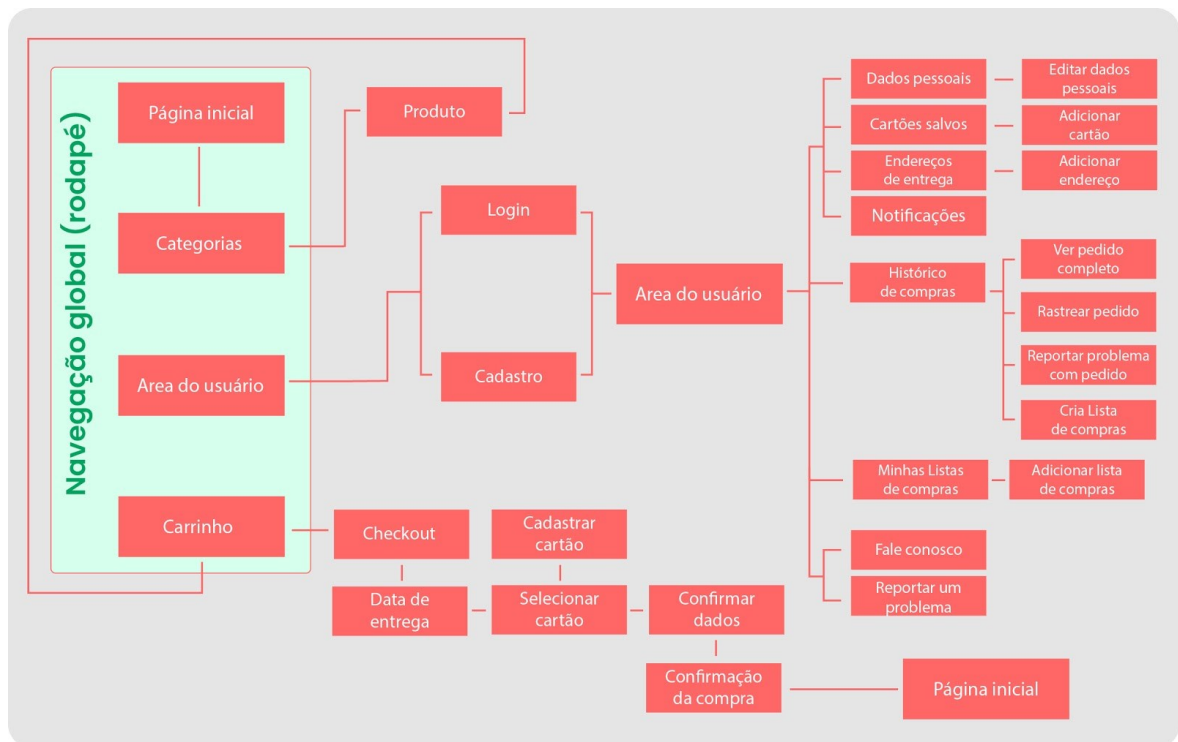 Navegação global (rodapé)
Página inicial
Categorias
Area do usuário
Carrinho
Produto
Login
Cadastro
Area do usuário
Dados pessoais
Editar dados
pessoais
Cartões salvos
Adicionar
cartão
Endereços
de entrega
Adicionar
endereço
Notificações
Histórico
de compras
Ver pedido
completo
Rastrear pedido
Reportar problema
com pedido
Cria Lista
de compras
Minhas Listas
de compras
Adicionar lista
de compras
Fale conosco
Reportar um
problema
Checkout
Cadastrar
cartão
Data de
entrega
Selecionar
cartão
Confirmar
dados
Confirmação
da compra
Página inicial